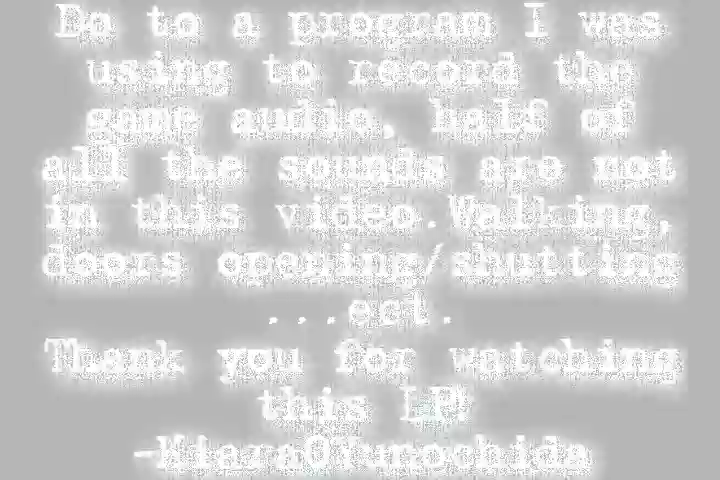 Do to a program I was
using to record the
game audio, half of
all the sounds are not
in this video.Walking,
doors opening/shutting
...ect.
Thank you for watching
this LP